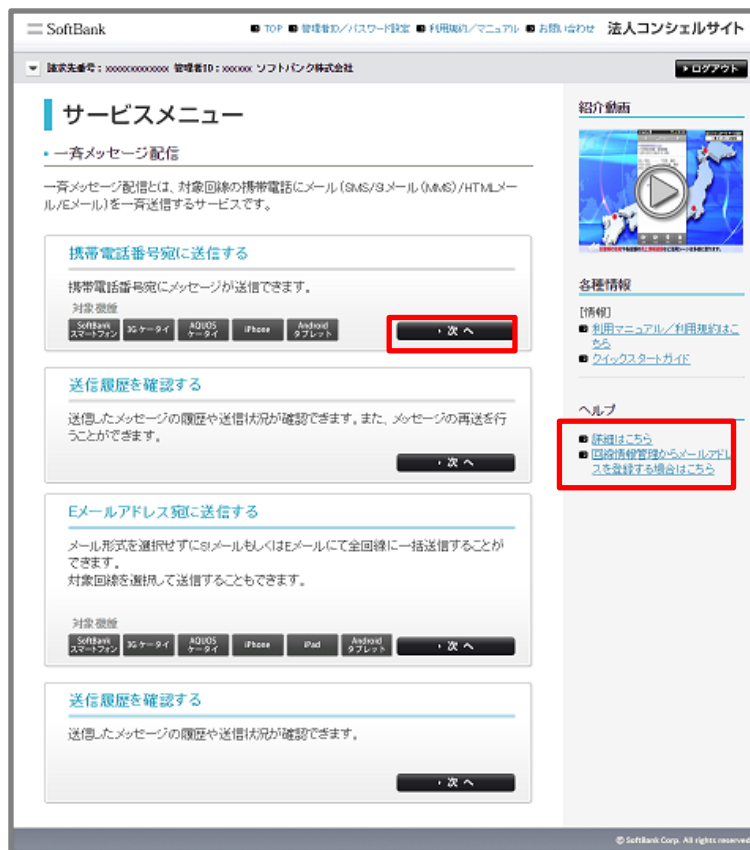 SoftBank
TOP 管理者ID/パスワード設定 利用規約/マニュアル お問い合わせ 法人コンシェルサイト
請求先番号：xxxxxxxxxxxxx 管理者ID：xxxxxx ソフトバンク株式会社
ログアウト
サービスメニュー
一斉メッセージ配信
一斉メッセージ配信とは、対象回線の携帯電話にメール(SMS/S!メール(MMS)/HTMLメー
ル/Eメール)を一斉送信するサービスです。
携帯電話番号宛に送信する
携帯電話番号宛にメッセージが送信できます。
対象機種
SoftBank
スマートフォン 3G ケータイ AQUOS
ケータイ iPhone Android
タブレット
次へ
送信履歴を確認する
送信したメッセージの履歴や送信状況が確認できます。また、メッセージの再送を行
うことができます。
次へ
Eメールアドレス宛に送信する
メール形式を選択せずにS!メールもしくはEメールにて全回線に一括送信することが
できます。
対象回線を選択して送信することもできます。
対象機種
SoftBank
スマートフォン 3G ケータイ AQUOS
ケータイ iPhone iPad Android
タブレット
次へ
送信履歴を確認する
送信したメッセージの履歴や送信状況が確認できます。
次へ
紹介動画
各種情報
[情報]
利用マニュアル/利用規約はこ
ちら
クイックスタートガイド
ヘルプ
詳細はこちら
回線情報管理からメールアドレ
スを登録する場合はこちら
© SoftBank Corp. All rights reserved